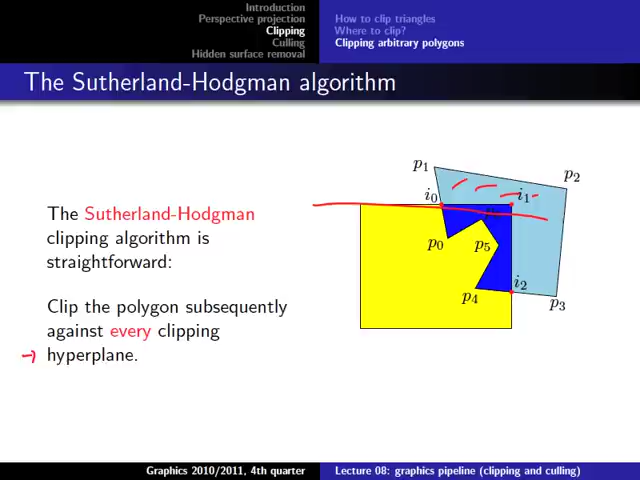 Introduction
Perspective projection
Clipping
Culling
Hidden surface removal
How to clip triangles
Where to clip?
Clipping arbitrary polygons
The Sutherland-Hodgman algorithm
The Sutherland-Hodgman
clipping algorithm is
straightforward:
Clip the polygon subsequently
against every clipping
hyperplane.
p1
p2
i0
i1
p0
p5
i2
p4
p3
Graphics 2010/2011, 4th quarter
Lecture 08: graphics pipeline (clipping and culling)